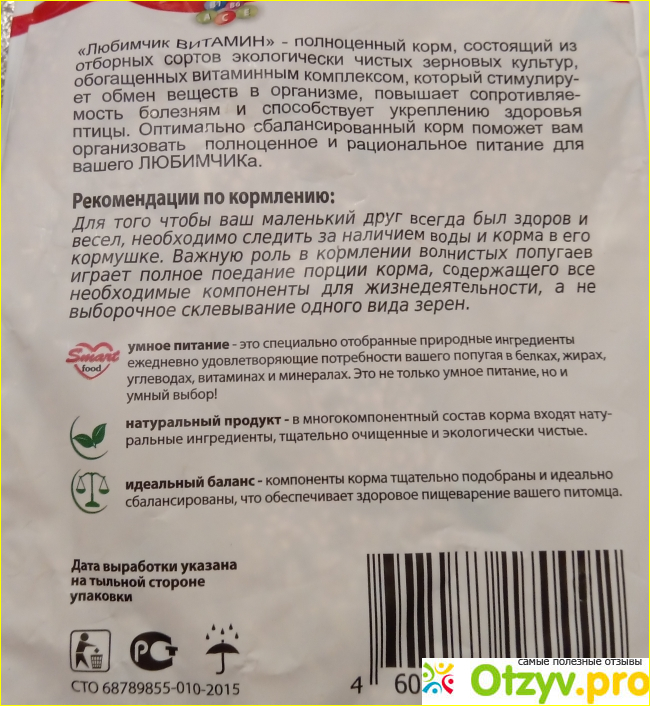 B1 B6
C E
«Любимчик ВИТАМИН» - полноценный корм, состоящий из
отборных сортов экологически чистых зерновых культур,
обогащенных витаминным комплексом, который стимулиру-
ет обмен веществ в организме, повышает сопротивляе-
мость болезням и способствует укреплению здоровья
птицы. Оптимально сбалансированный корм поможет вам
организовать полноценное и рациональное питание для
вашего ЛЮБИМЧИКа.
Рекомендации по кормлению:
Для того чтобы ваш маленький друг всегда был здоров и
весел, необходимо следить за наличием воды и корма в его
кормушке. Важную роль в кормлении волнистых попугаев
играет полное поедание порции корма, содержащего все
необходимые компоненты для жизнедеятельности, а не
выборочное склевывание одного вида зерен.
Smart
food
умное питание - это специально отобранные природные ингредиенты
ежедневно удовлетворяющие потребности вашего попугая в белках, жирах,
углеводах, витаминах и минералах. Это не только умное питание, но и
умный выбор!
натуральный продукт - в многокомпонентный состав корма входят нату-
ральные ингредиенты, тщательно очищенные и экологически чистые.
идеальный баланс - компоненты корма тщательно подобраны и идеально
сбалансированы, что обеспечивает здоровое пищеварение вашего питомца.
Дата выработки указана
на тыльной стороне
упаковки
РСТ
СТО 68789855-010-2015
4 60
самые полезные отзывы
Otzyv.pro